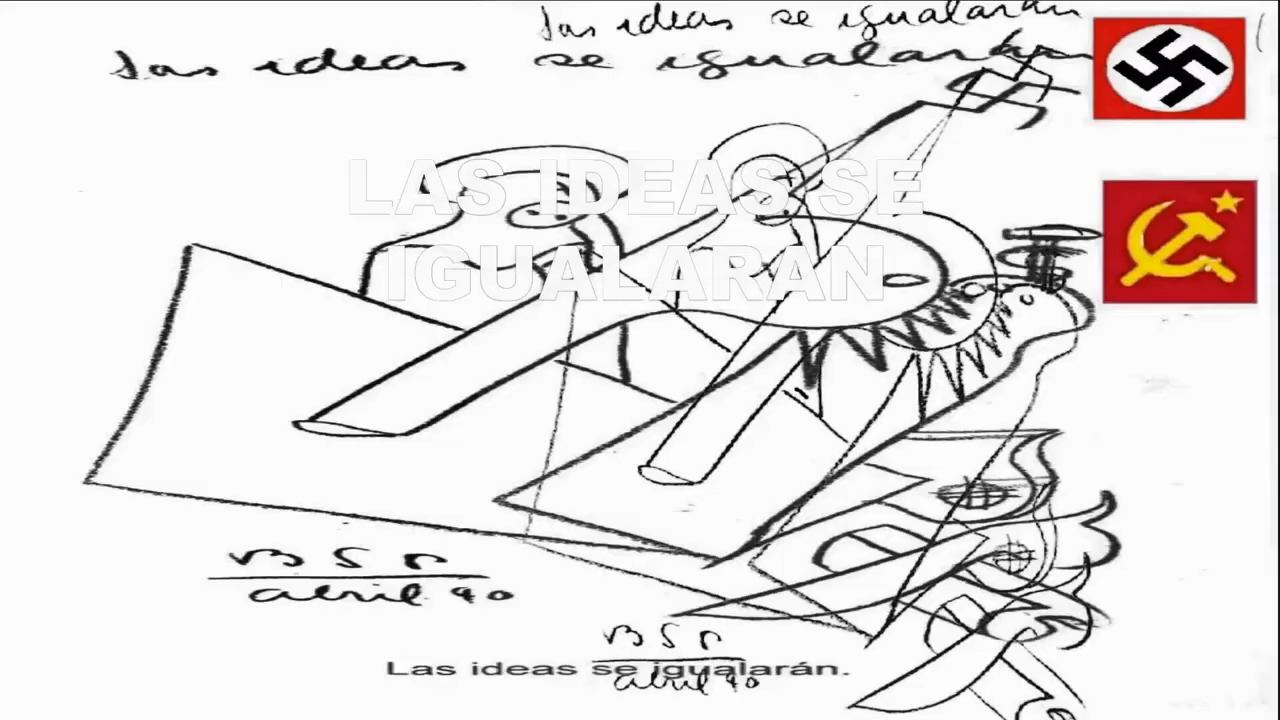 las ideas se igualarán
las ideas se igualarán
LAS IDEAS SE
IGUALARÁN
BSP
abril 40
BSP
abril 40
Las ideas se igualarán.